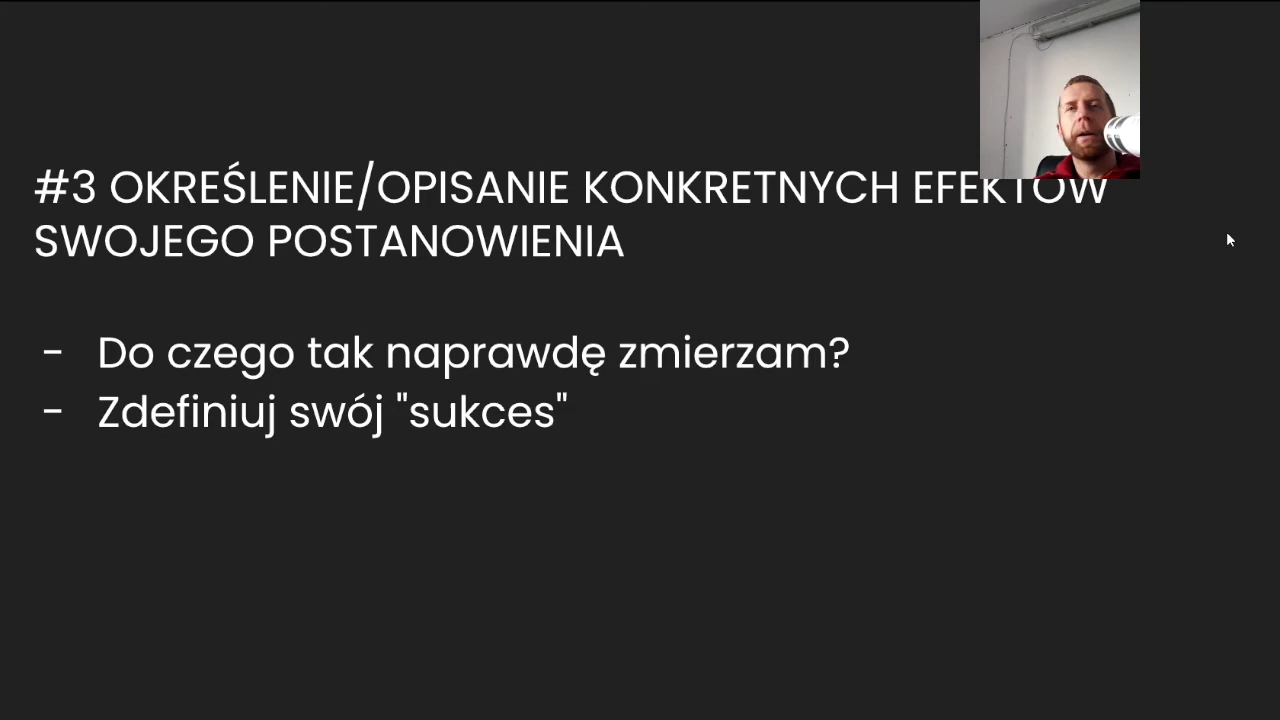 #3 OKREŚLENIE/OPISANIE KONKRETNYCH EFEKTÓW
SWOJEGO POSTANOWIENIA
- Do czego tak naprawdę zmierzam?
- Zdefiniuj swój "sukces"